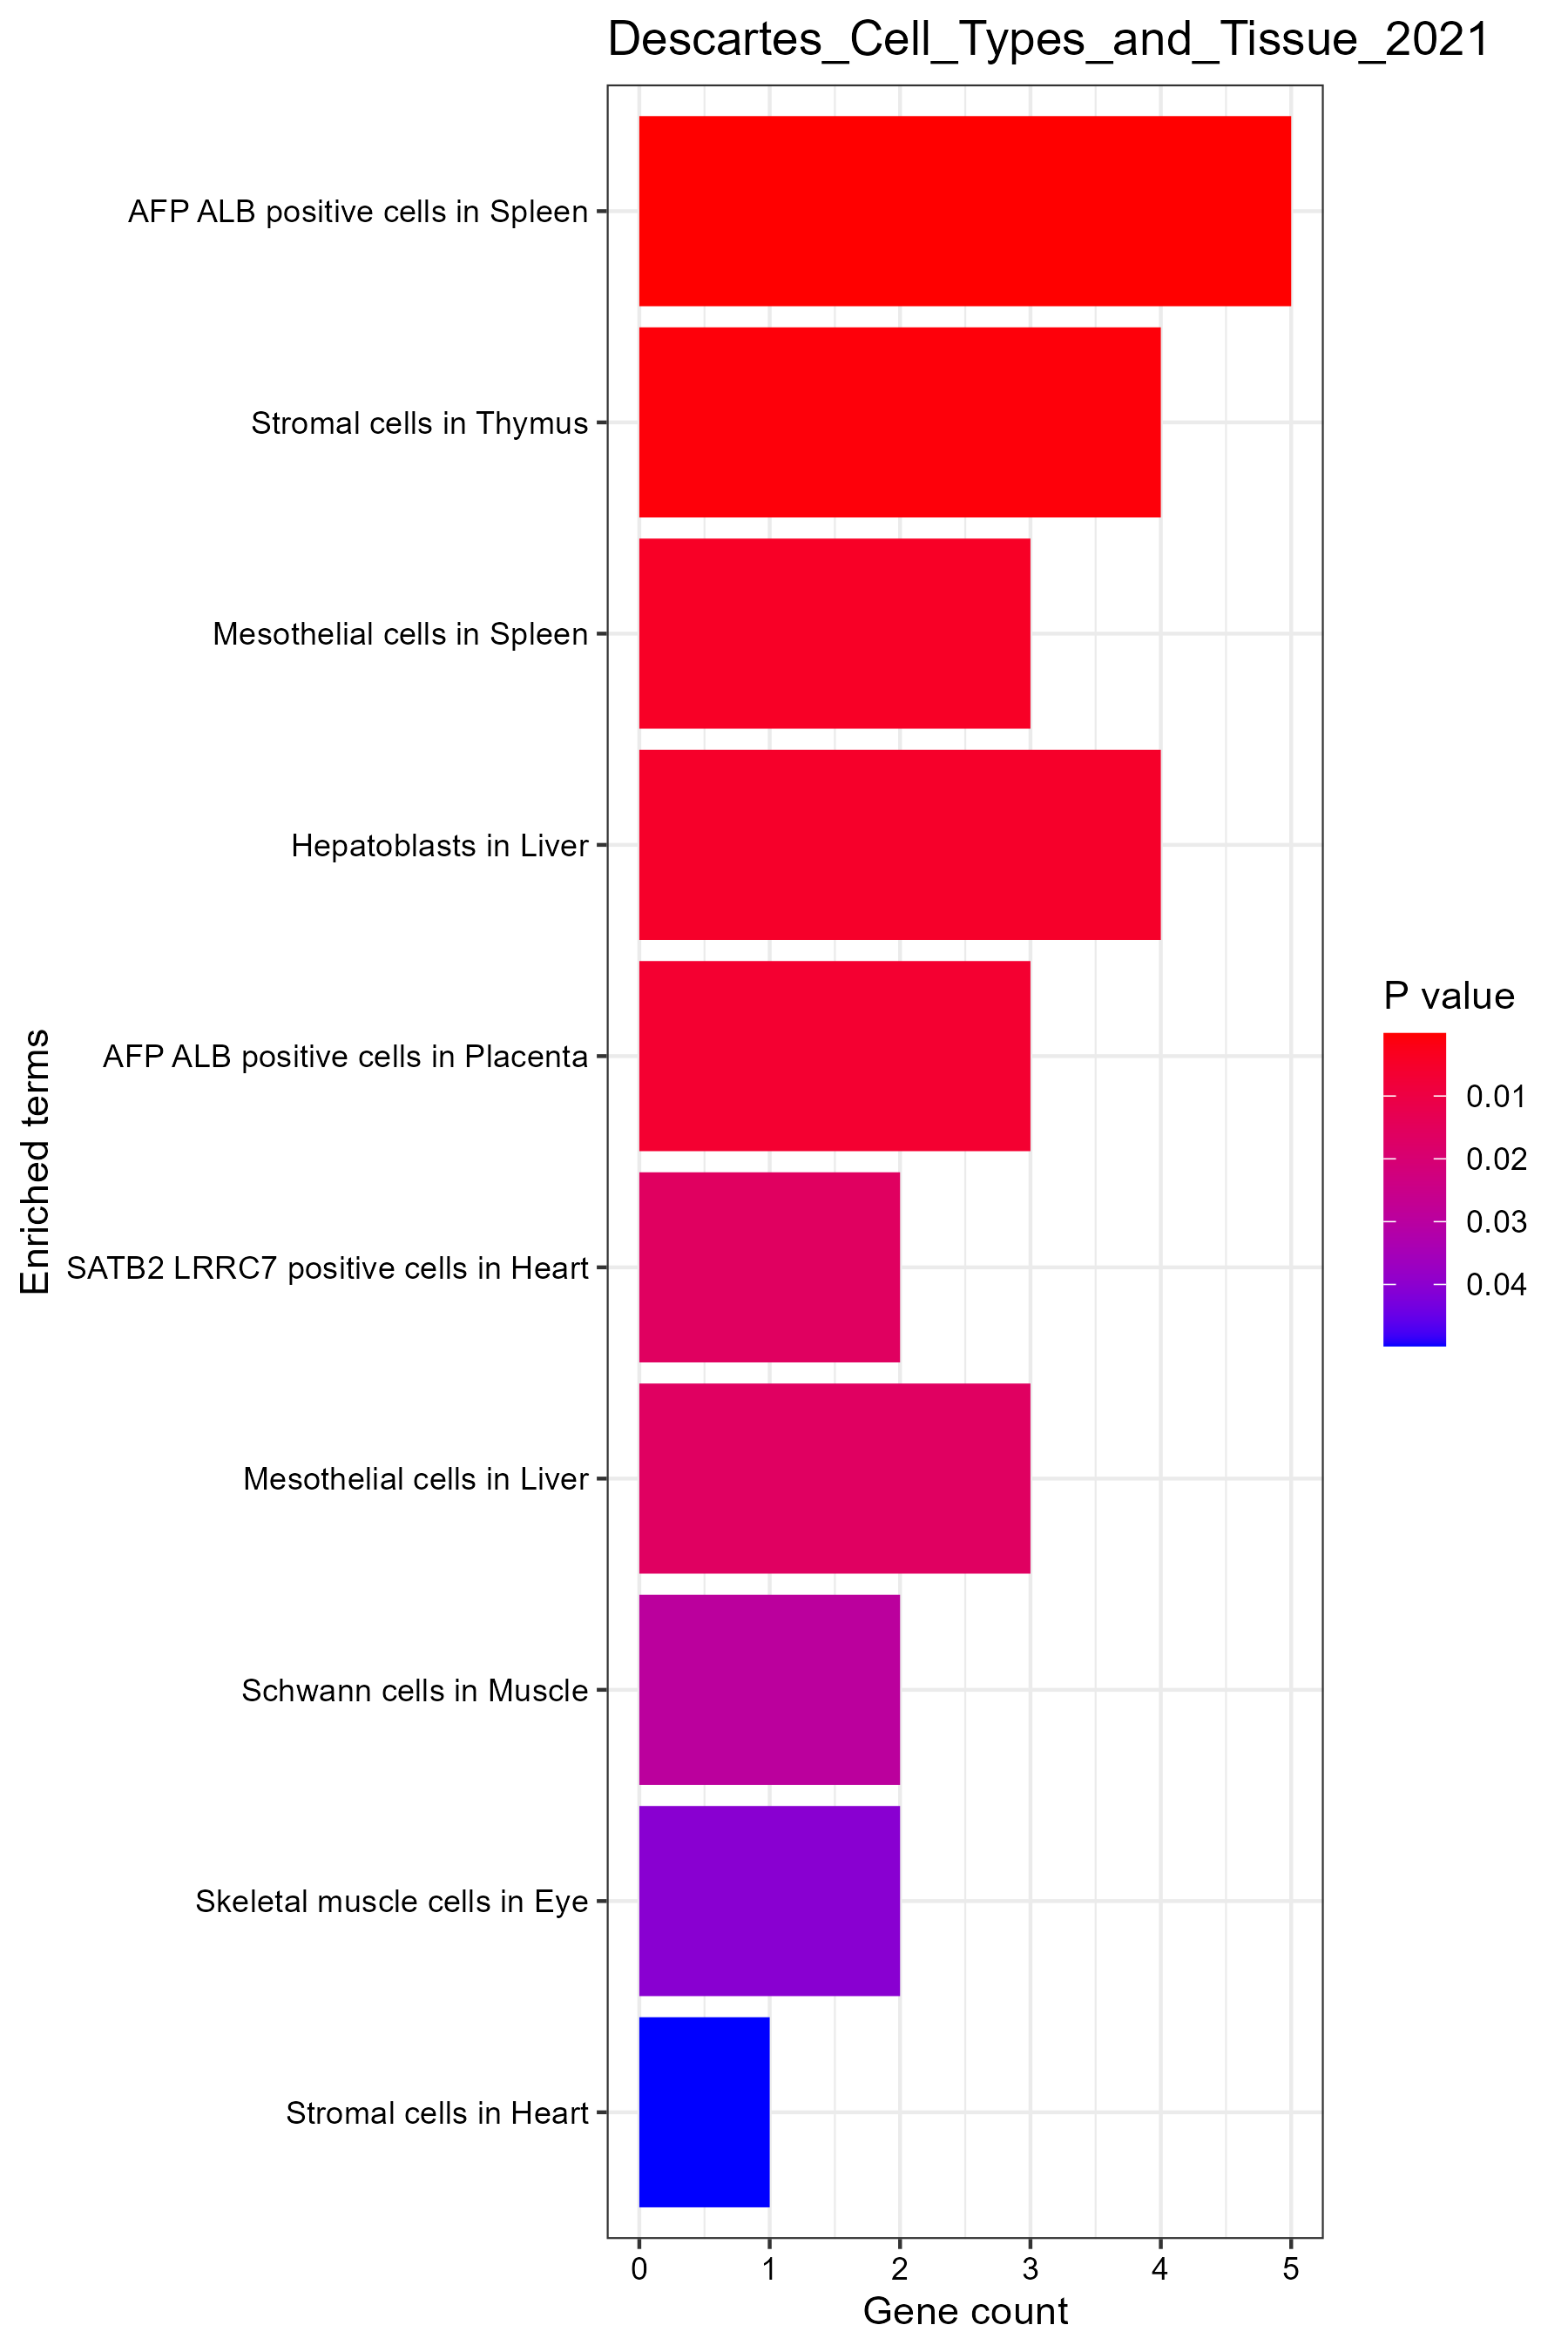 Descartes_Cell_Types_and_Tissue_2021
Enriched terms
AFP ALB positive cells in Spleen
Stromal cells in Thymus
Mesothelial cells in Spleen
Hepatoblasts in Liver
AFP ALB positive cells in Placenta
SATB2 LRRC7 positive cells in Heart
Mesothelial cells in Liver
Schwann cells in Muscle
Skeletal muscle cells in Eye
Stromal cells in Heart
0 1 2 3 4 5
Gene count
P value
0.01
0.02
0.03
0.04